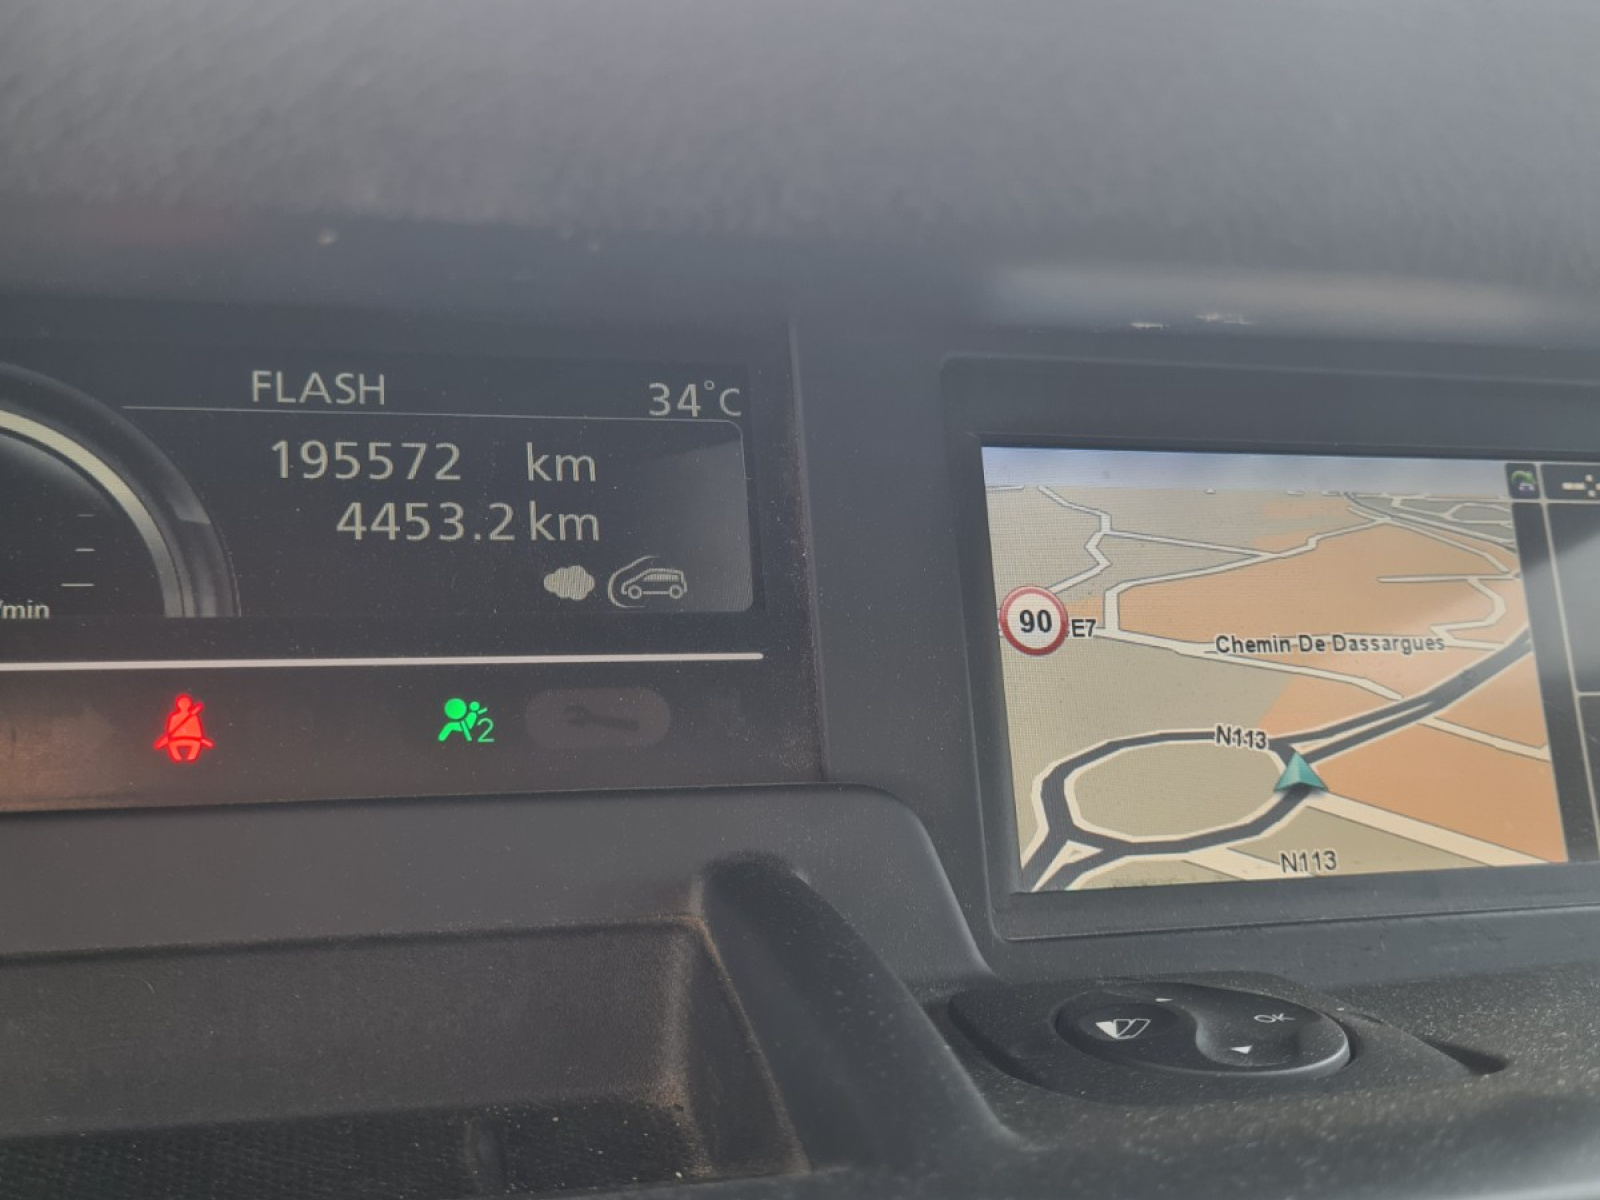 FLASH 34°C
195572 km
4453.2 km
/min
2
90
E7
Chemin De Dassargues
N113
N113
OK